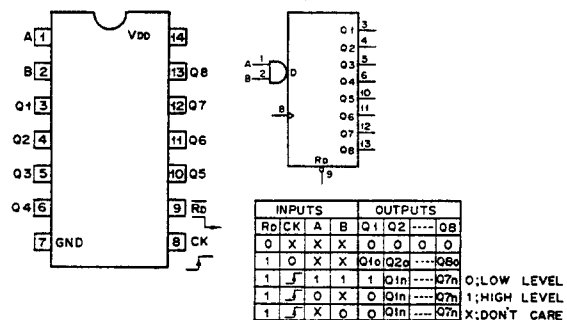 A 1 VDD 14
B 2 13 Q8
Q1 3 12 Q7
Q2 4 11 Q6
Q3 5 10 Q5
Q4 6 9 RD
7 GND 8 CK
A 1
B 2
D
8
RD
9
Q1 3
Q2 4
Q3 5
Q4 6
Q5 10
Q6 11
Q7 12
Q8 13
INPUTS OUTPUTS
RD CK A B Q1 Q2 ---- Q8
0 X X X 0 0 0 0
1 0 X X Q10 Q20 ---- Q80
1 1 1 1 Q1n ---- Q7n 0;LOW LEVEL
1 0 X 0 Q1n ---- Q7n 1;HIGH LEVEL
1 X 0 0 Q1n ---- Q7n X;DON'T CARE